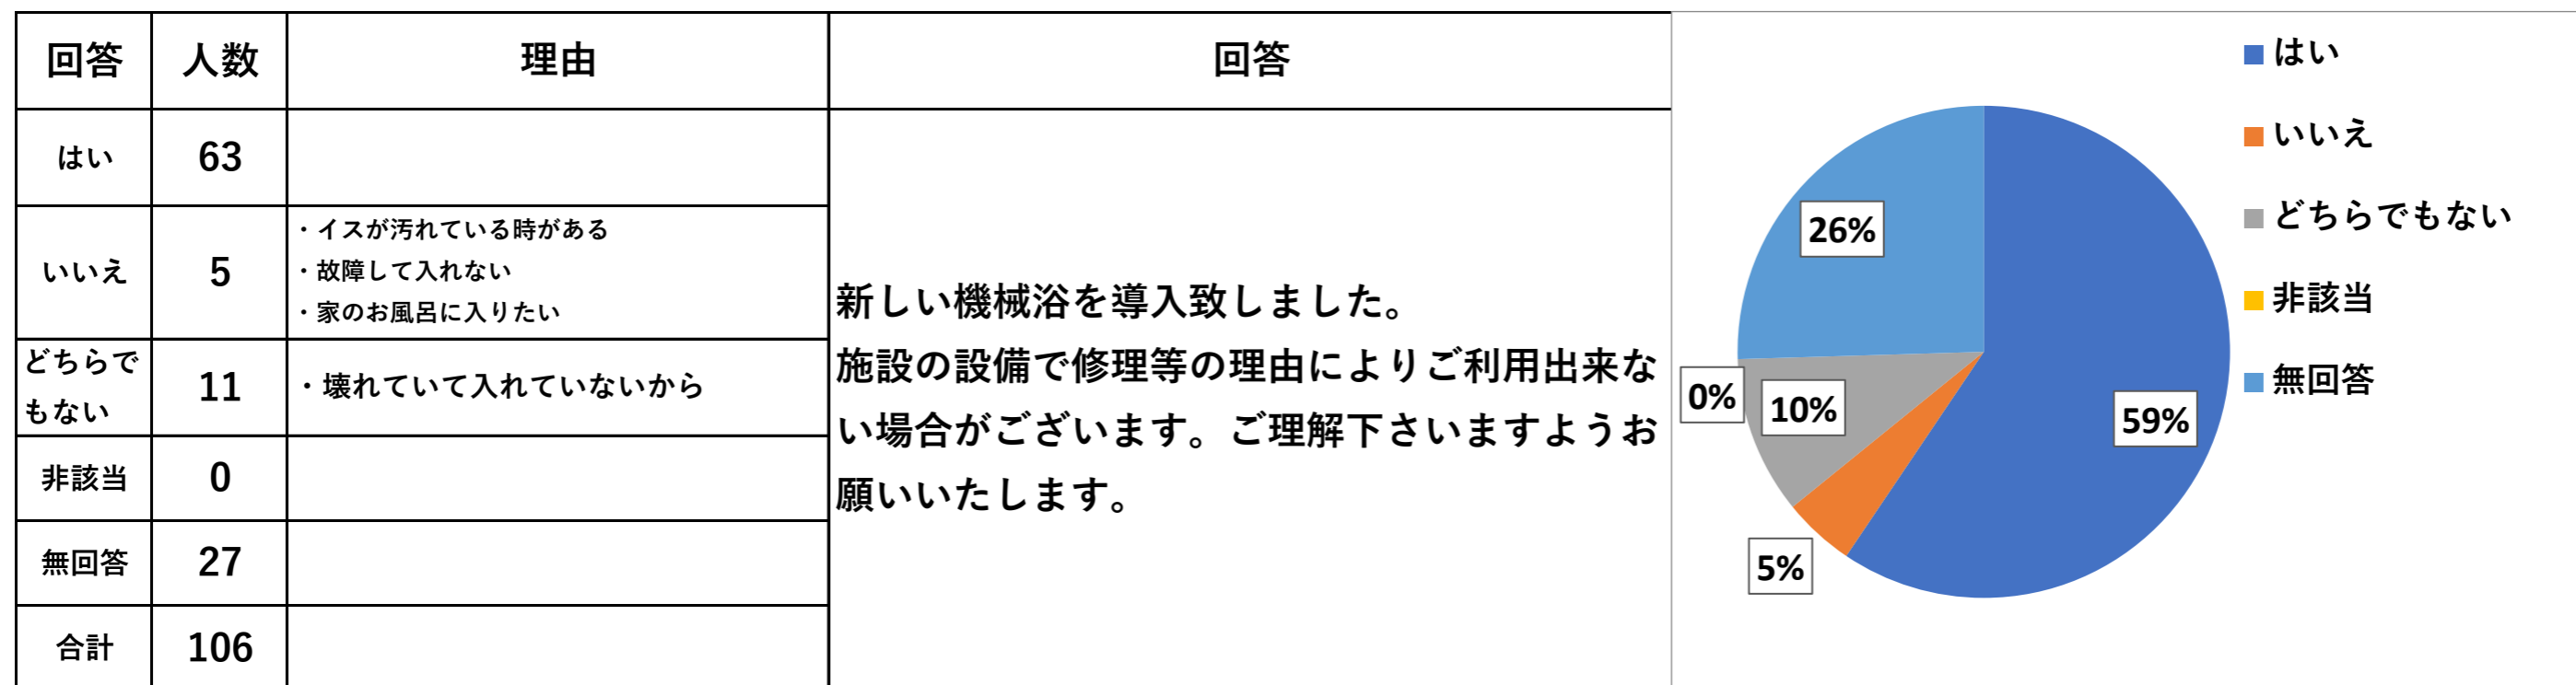 回答 人数 理由 回答
はい 63
いいえ 5
・イスが汚れている時がある
・故障して入れない
・家のお風呂に入りたい
どちらで
もない
11 ・壊れていて入れていないから
非該当 0
無回答 27
合計 106
新しい機械浴を導入致しました。
施設の設備で修理等の理由によりご利用出来な
い場合がございます。ご理解下さいますようお
願いいたします。
26%
0%
10%
59%
5%
はい
いいえ
どちらでもない
非該当
無回答